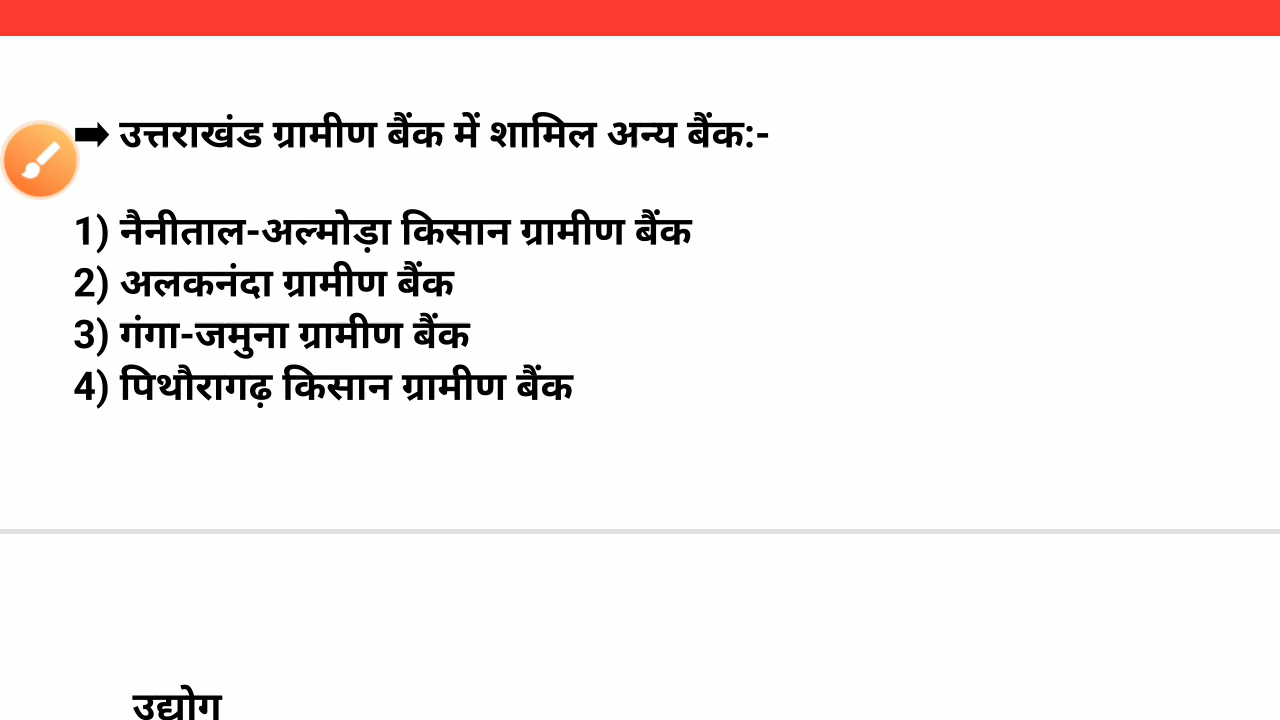 ➡ उत्तराखंड ग्रामीण बैंक में शामिल अन्य बैंक:-
1) नैनीताल-अल्मोड़ा किसान ग्रामीण बैंक
2) अलकनंदा ग्रामीण बैंक
3) गंगा-जमुना ग्रामीण बैंक
4) पिथौरागढ़ किसान ग्रामीण बैंक
उद्योग